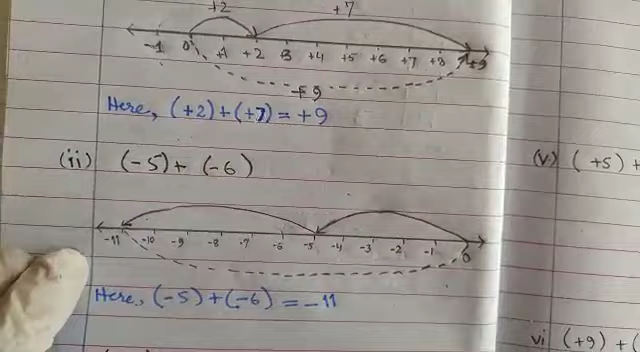 +2 +7
-1 0 +1 +2 +3 +4 +5 +6 +7 +8 +9
+9
Here, (+2)+(+7) = +9
(ii) (-5)+ (-6)
-11 -10 -9 -8 -7 -6 -5 -4 -3 -2 -1 0
Here, (-5)+(-6) = -11
(v) (+5) +
vi (+9) + (